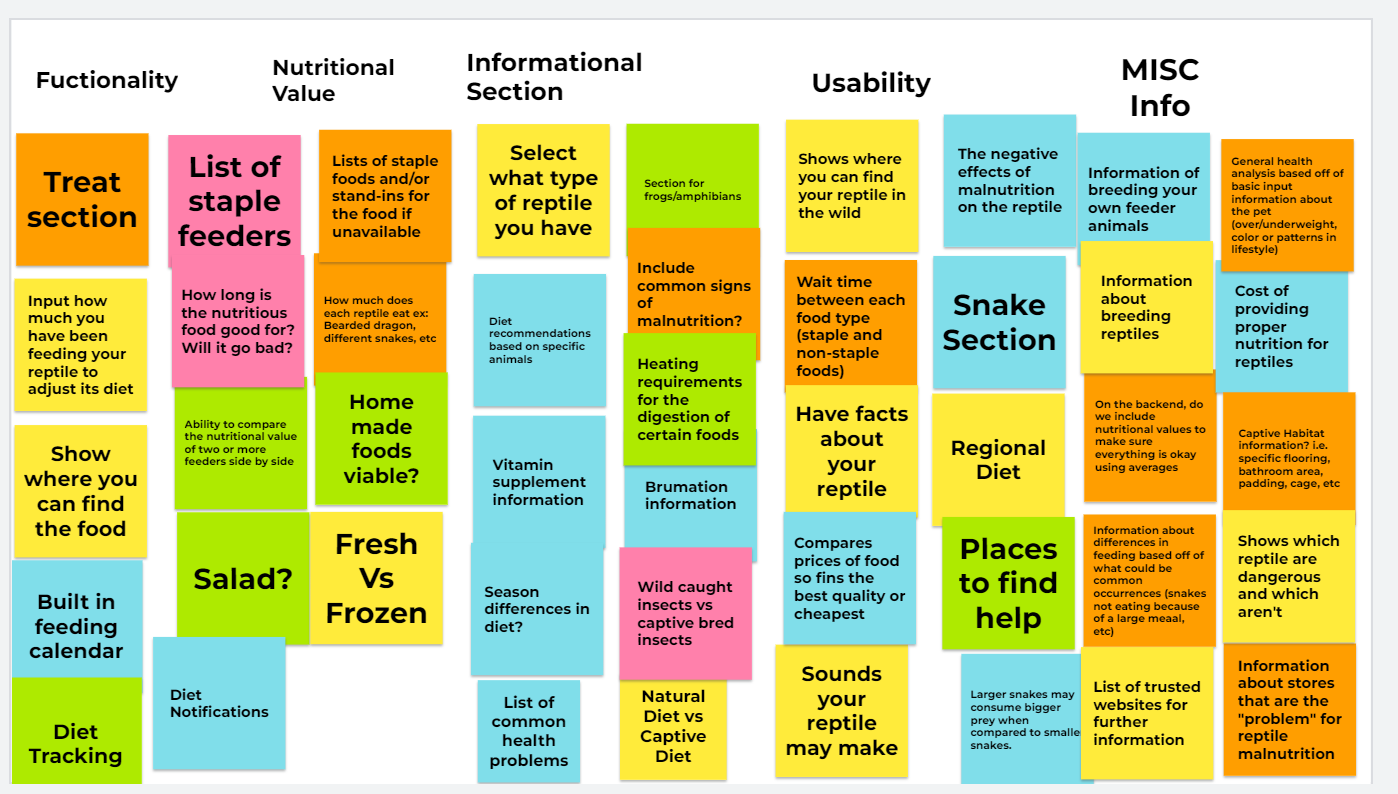 Fuctionality
Nutritional
Value
Informational
Section
Usability
MISC
Info
Treat
section
Input how
much you
have been
feeding your
reptile to
adjust its diet
Show
where you
can find
the food
Built in
feeding
calendar
Diet
Tracking
List of
staple
feeders
How long is
the nutritious
food good for?
Will it go bad?
Ability to compare
the nutritional value
of two or more
feeders side by side
Salad?
Diet
Notifications
Lists of staple
foods and/or
stand-ins for
the food if
unavailable
How much does
each reptile eat ex:
Bearded dragon,
different snakes, etc
Home
made
foods
viable?
Fresh
Vs
Frozen
Select
what type
of reptile
you have
Diet
recommendations
based on specific
animals
Vitamin
supplement
information
Season
differences in
diet?
List of
common
health
problems
Section for
frogs/amphibians
Include
common signs
of
malnutrition?
Heating
requirements
for the
digestion of
certain foods
Brumation
information
Wild caught
insects vs
captive bred
insects
Natural
Diet vs
Captive
Diet
Shows where
you can find
your reptile in
the wild
Wait time
between each
food type
(staple and
non-staple
foods)
Have facts
about
your
reptile
Compares
prices of food
so fins the
best quality or
cheapest
Sounds
your
reptile
may make
The negative
effects of
malnutrition
on the reptile
Snake
Section
Regional
Diet
Places
to find
help
Larger snakes may
consume bigger
prey when
compared to smalle
snakes.
Information of
breeding your
own feeder
animals
Information
about
breeding
reptiles
On the backend, do
we include
nutritional values to
make sure
everything is okay
using averages
Information about
differences in
feeding based off of
what could be
common
occurrences (snakes
not eating because
of a large meaal,
etc)
List of trusted
websites for
further
information
General health
analysis based off of
basic input
information about
the pet
(over/underweight,
color or patterns in
lifestyle)
Cost of
providing
proper
nutrition for
reptiles
Captive Habitat
information? i.e.
specific flooring,
bathroom area,
padding, cage, etc
Shows which
reptile are
dangerous
and which
aren't
Information
about stores
that are the
"problem" for
reptile
malnutrition